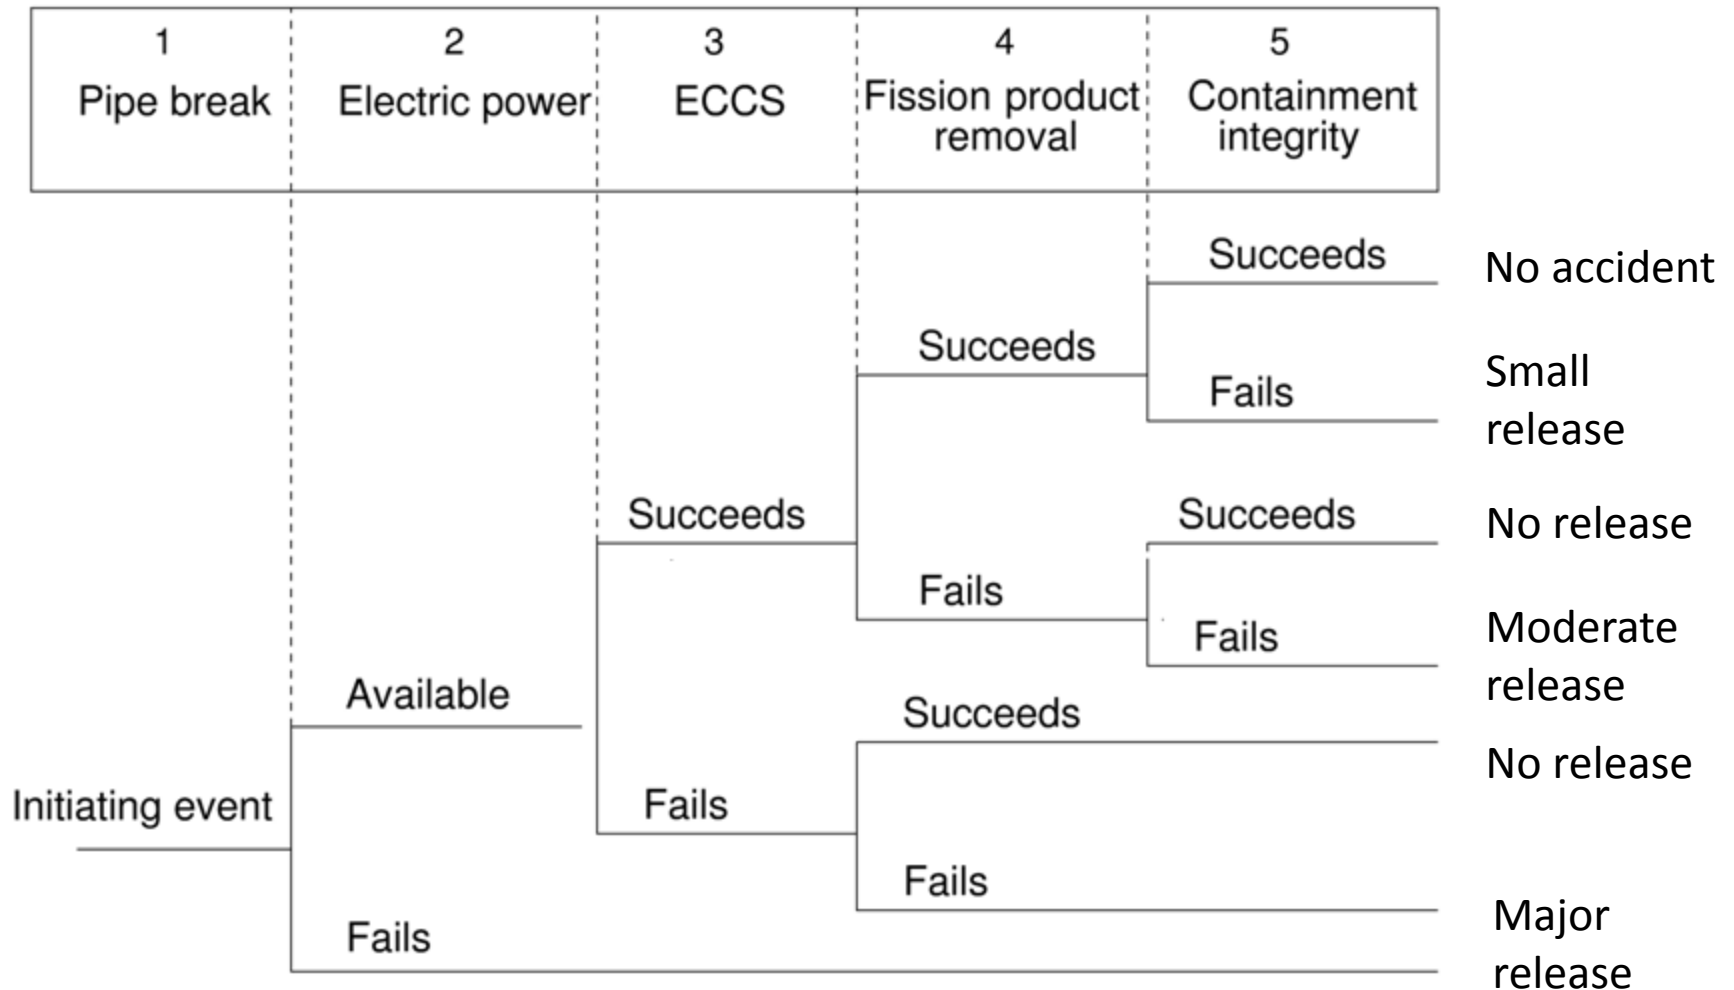 1
2
3
4
5
Pipe break
Electric power
ECCS
Fission product
removal
Containment
integrity
Succeeds
No accident
Succeeds
Small
release
Fails
Succeeds
Succeeds
No release
Fails
Fails
Moderate
release
Available
Succeeds
No release
Initiating event
Fails
Fails
Fails
Major
release